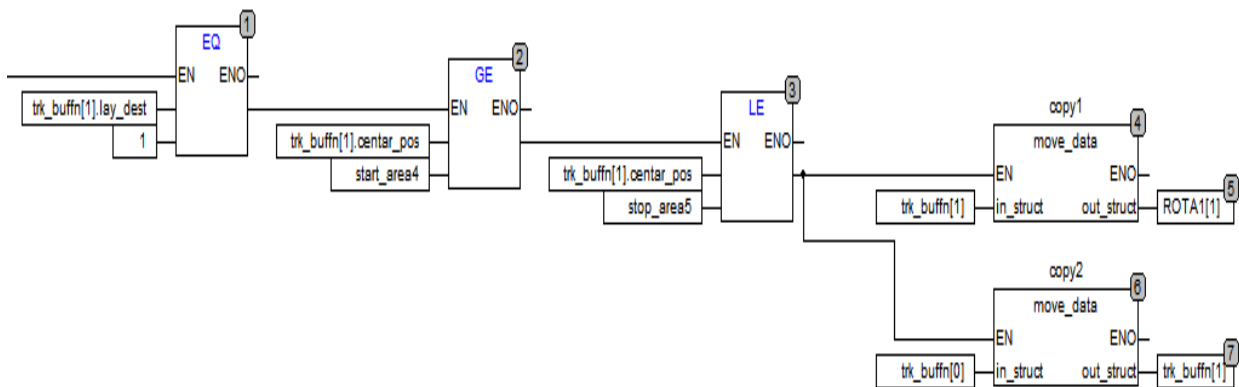 1
EQ
EN ENO
trk_buffn[1].lay_dest
1
2
GE
EN ENO
trk_buffn[1].centar_pos
start_area4
3
LE
EN ENO
trk_buffn[1].centar_pos
stop_area5
copy1
4
move_data
EN ENO
trk_buffn[1] in_struct out_struct ROTA1[1]
5
copy2
6
move_data
EN ENO
trk_buffn[0] in_struct out_struct trk_buffn[1]
7